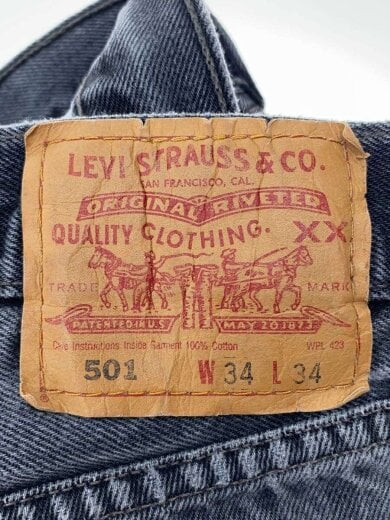 LEVI STRAUSS & CO.
SAN FRANCISCO, CAL.
ORIGINAL RIVETED
QUALITY CLOTHING. XX
TRADE MARK
PATENTED IN U.S. MAY 20 1873
Care Instructions Inside Garment 100% Cotton WPL 423
501 W 34 L 34
®